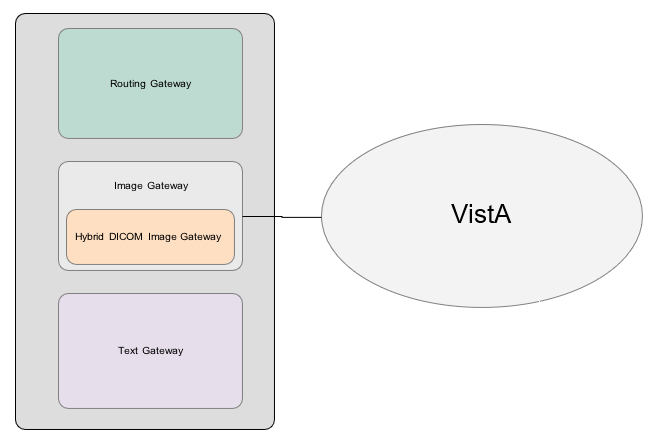 Routing Gateway
Image Gateway
Hybrid DICOM Image Gateway
Text Gateway
VistA